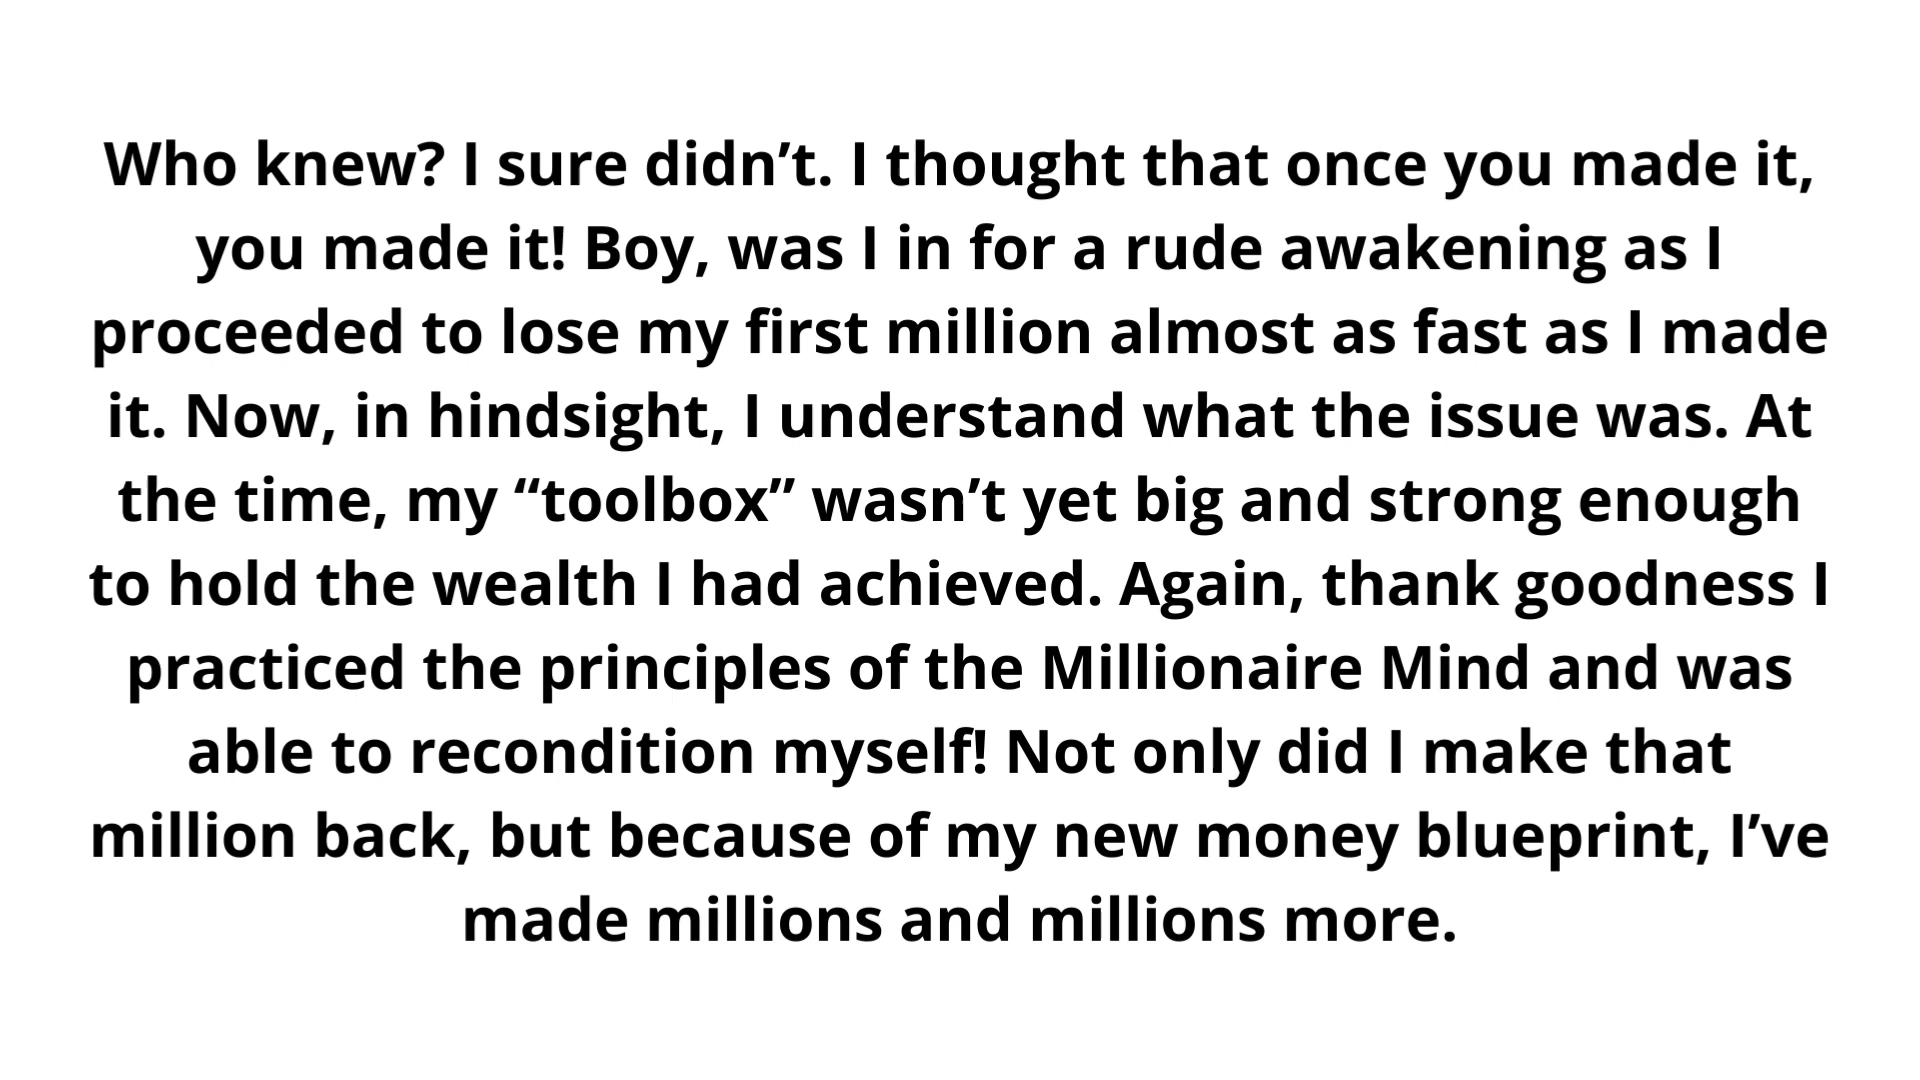 Who knew? I sure didn’t. I thought that once you made it,
you made it! Boy, was I in for a rude awakening as I
proceeded to lose my first million almost as fast as I made
it. Now, in hindsight, I understand what the issue was. At
the time, my “toolbox” wasn’t yet big and strong enough
to hold the wealth I had achieved. Again, thank goodness I
practiced the principles of the Millionaire Mind and was
able to recondition myself! Not only did I make that
million back, but because of my new money blueprint, I’ve
made millions and millions more.